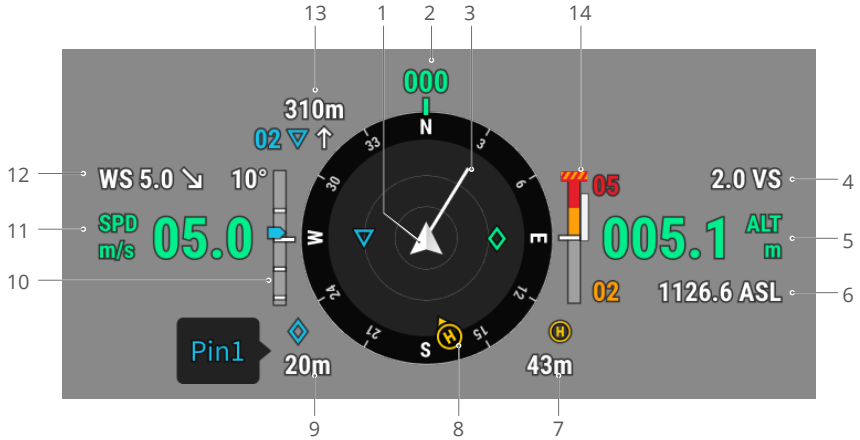 13 1 2 3 14
000
310m
02
N
33 3
30 6
12 WS 5.0 10° 05 2.0 VS 4
11 SPD m/s 05.0 W E 005.1 ALT m 5
10 24 12 02 1126.6 ASL 6
21 15
S H H
Pin1 20m 43m
9 8 7